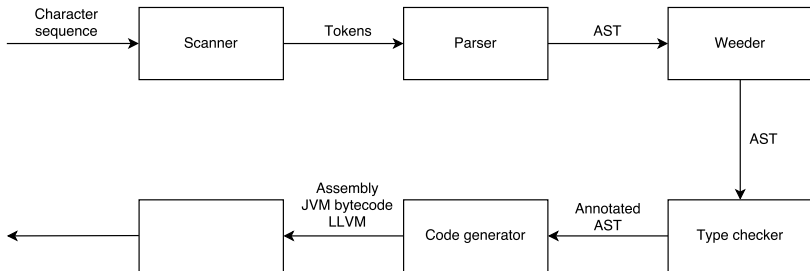 Character
sequence
Scanner
Tokens
Parser
AST
Weeder
AST
Type checker
Annotated
AST
Code generator
Assembly
JVM bytecode
LLVM